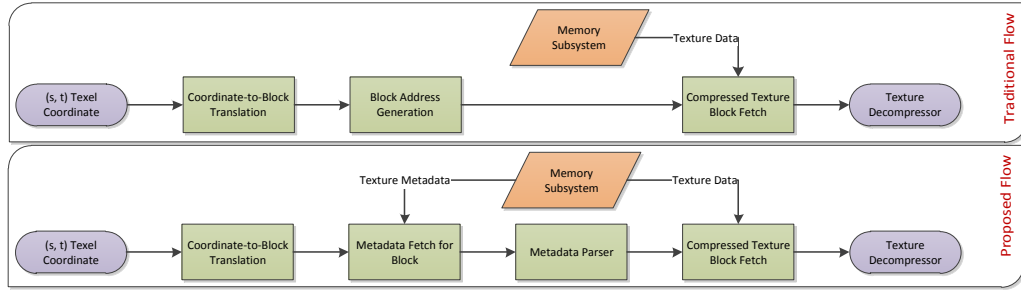 Memory
Subsystem
Texture Data
(s, t) Texel
Coordinate
Coordinate-to-Block
Translation
Block Address
Generation
Compressed Texture
Block Fetch
Texture
Decompressor
Traditional Flow
Texture Metadata
Memory
Subsystem
Texture Data
(s, t) Texel
Coordinate
Coordinate-to-Block
Translation
Metadata Fetch for
Block
Metadata Parser
Compressed Texture
Block Fetch
Texture
Decompressor
Proposed Flow